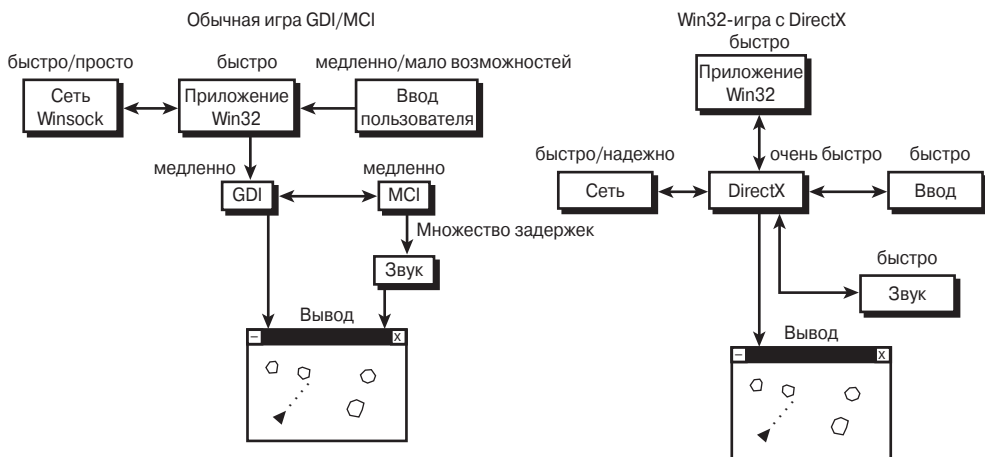 Обычная игра GDI/MCI
быстро/просто
быстро
медленно/мало возможностей
Сеть
Winsock
Приложение
Win32
Ввод
пользователя
медленно
медленно
GDI
MCI
Множество задержек
Звук
Вывод
–
x
Win32-игра с DirectX
быстро
Приложение
Win32
быстро/надежно
очень быстро
быстро
Сеть
DirectX
Ввод
быстро
Звук
Вывод
–
x